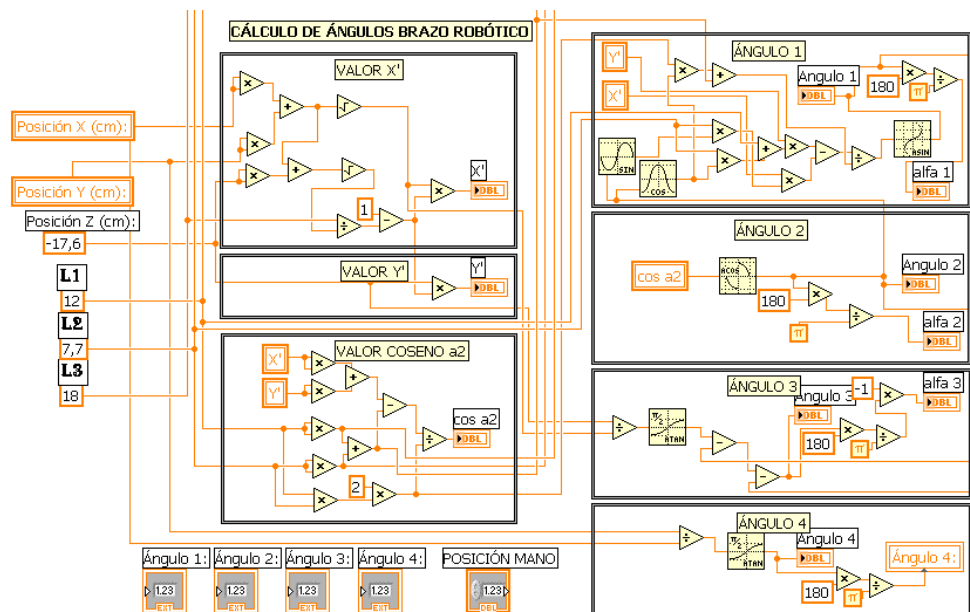 CÁLCULO DE ÁNGULOS BRAZO ROBÓTICO
VALOR X'
Posición X (cm):
Posición Y (cm):
Posición Z (cm):
-17,6
L1
12
L2
7,7
L3
18
1
X'
DBL
VALOR Y'
Y'
DBL
VALOR COSENO a2
X'
Y'
2
cos a2
DBL
ÁNGULO 1
Y'
X'
SIN
COS
Ángulo 1
DBL
180
π
ASIN
alfa 1
DBL
ÁNGULO 2
cos a2
ACOS
180
π
Angulo 2
DBL
alfa 2
DBL
ÁNGULO 3
π/2
ATAN
Angulo 3
DBL
-1
180
π
alfa 3
DBL
ÁNGULO 4
π/2
ATAN
Angulo 4
DBL
180
π
Ángulo 4:
Ángulo 1:
Ángulo 2:
Ángulo 3:
Ángulo 4:
POSICIÓN MANO
1.23
EXT
1.23
EXT
1.23
EXT
1.23
EXT
1.23
DBL